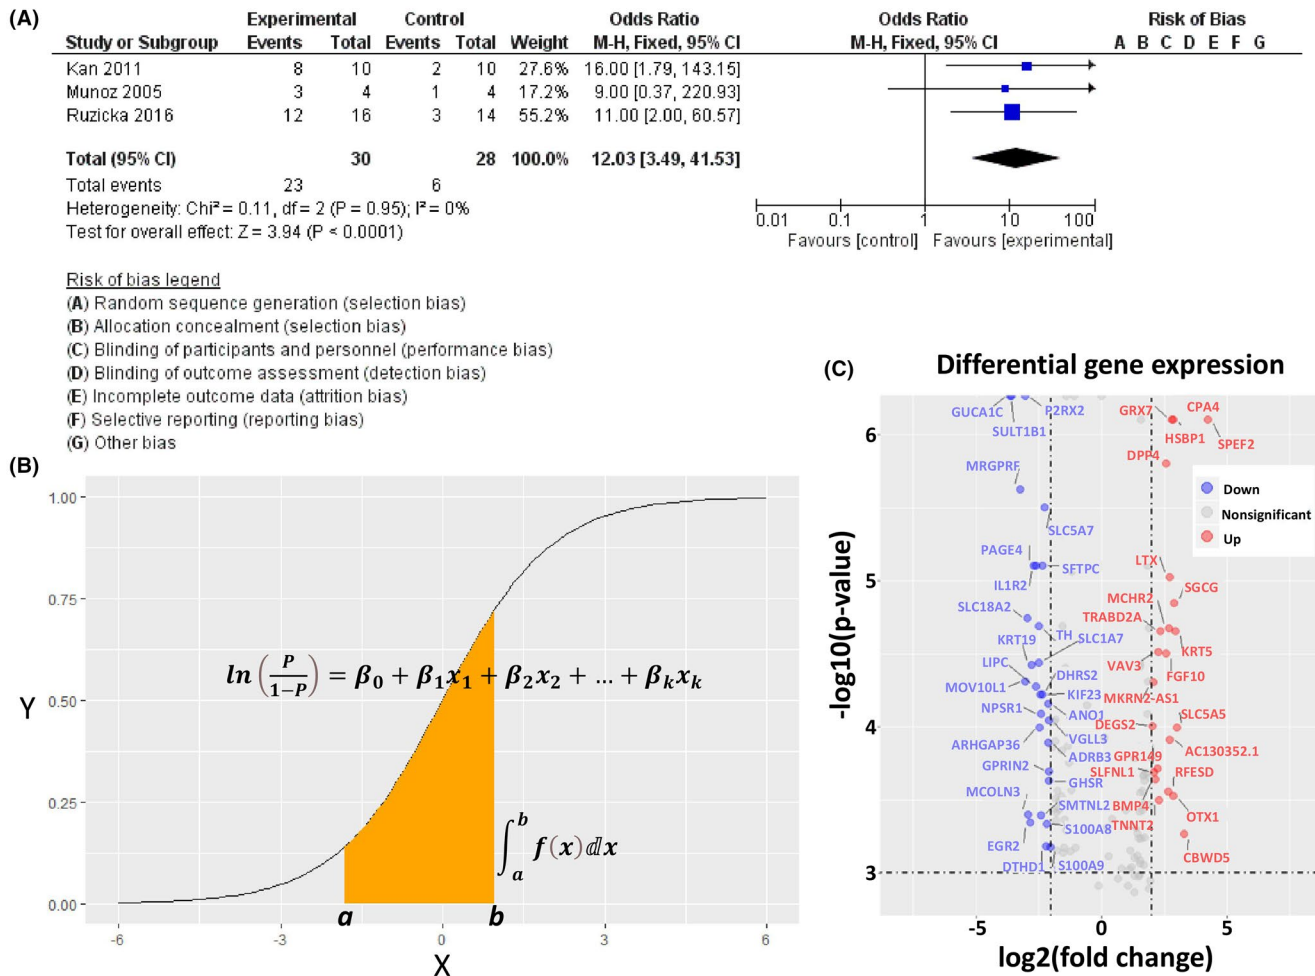 (A)
Experimental Control Odds Ratio Odds Ratio Risk of Bias
Study or Subgroup Events Total Events Total Weight M-H, Fixed, 95% CI M-H, Fixed, 95% CI A B C D E F G
Kan 2011 8 10 2 10 27.6% 16.00 [1.79, 143.15]
Munoz 2005 3 4 1 4 17.2% 9.00 [0.37, 220.93]
Ruzicka 2016 12 16 3 14 55.2% 11.00 [2.00, 60.57]
Total (95% CI) 30 28 100.0% 12.03 [3.49, 41.53]
Total events 23 6
Heterogeneity: Chi² = 0.11, df = 2 (P = 0.95); I² = 0%
Test for overall effect: Z = 3.94 (P < 0.0001)
0.01 0.1 1 10 100
Favours [control] Favours [experimental]
Risk of bias legend
(A) Random sequence generation (selection bias)
(B) Allocation concealment (selection bias)
(C) Blinding of participants and personnel (performance bias)
(D) Blinding of outcome assessment (detection bias)
(E) Incomplete outcome data (attrition bias)
(F) Selective reporting (reporting bias)
(G) Other bias
(B)
1.00
0.75
0.50
0.25
0.00
Y
ln(P/(1-P)) = β0 + β1x1 + β2x2 + ... + βkxk
∫_a^b f(x)ⅆx
a b
-6 -3 0 3 6
X
(C)
Differential gene expression
GUCA1C P2RX2 GRX7 CPA4
SULT1B1 HSBP1 SPEF2
DPP4
MRGPRF
SLC5A7
PAGE4
SFTPC LTX
IL1R2 SGCG
MCHR2
SLC18A2 TRABD2A
TH SLC1A7
KRT19 KRT5
LIPC VAV3
DHRS2 FGF10
MOV10L1 KIF23 MKRN2-AS1
NPSR1 ANO1 SLC5A5
DEGS2
VGLL3
ARHGAP36 ADRB3 AC130352.1
GPR149
GPRIN2 SLFNL1 RFESD
GHSR
MCOLN3
SMTNL2 BMP4 OTX1
S100A8 TNNT2
EGR2 CBWD5
DTHD1 S100A9
Down
Nonsignificant
Up
6
5
4
3
-log10(p-value)
-5 0 5
log2(fold change)